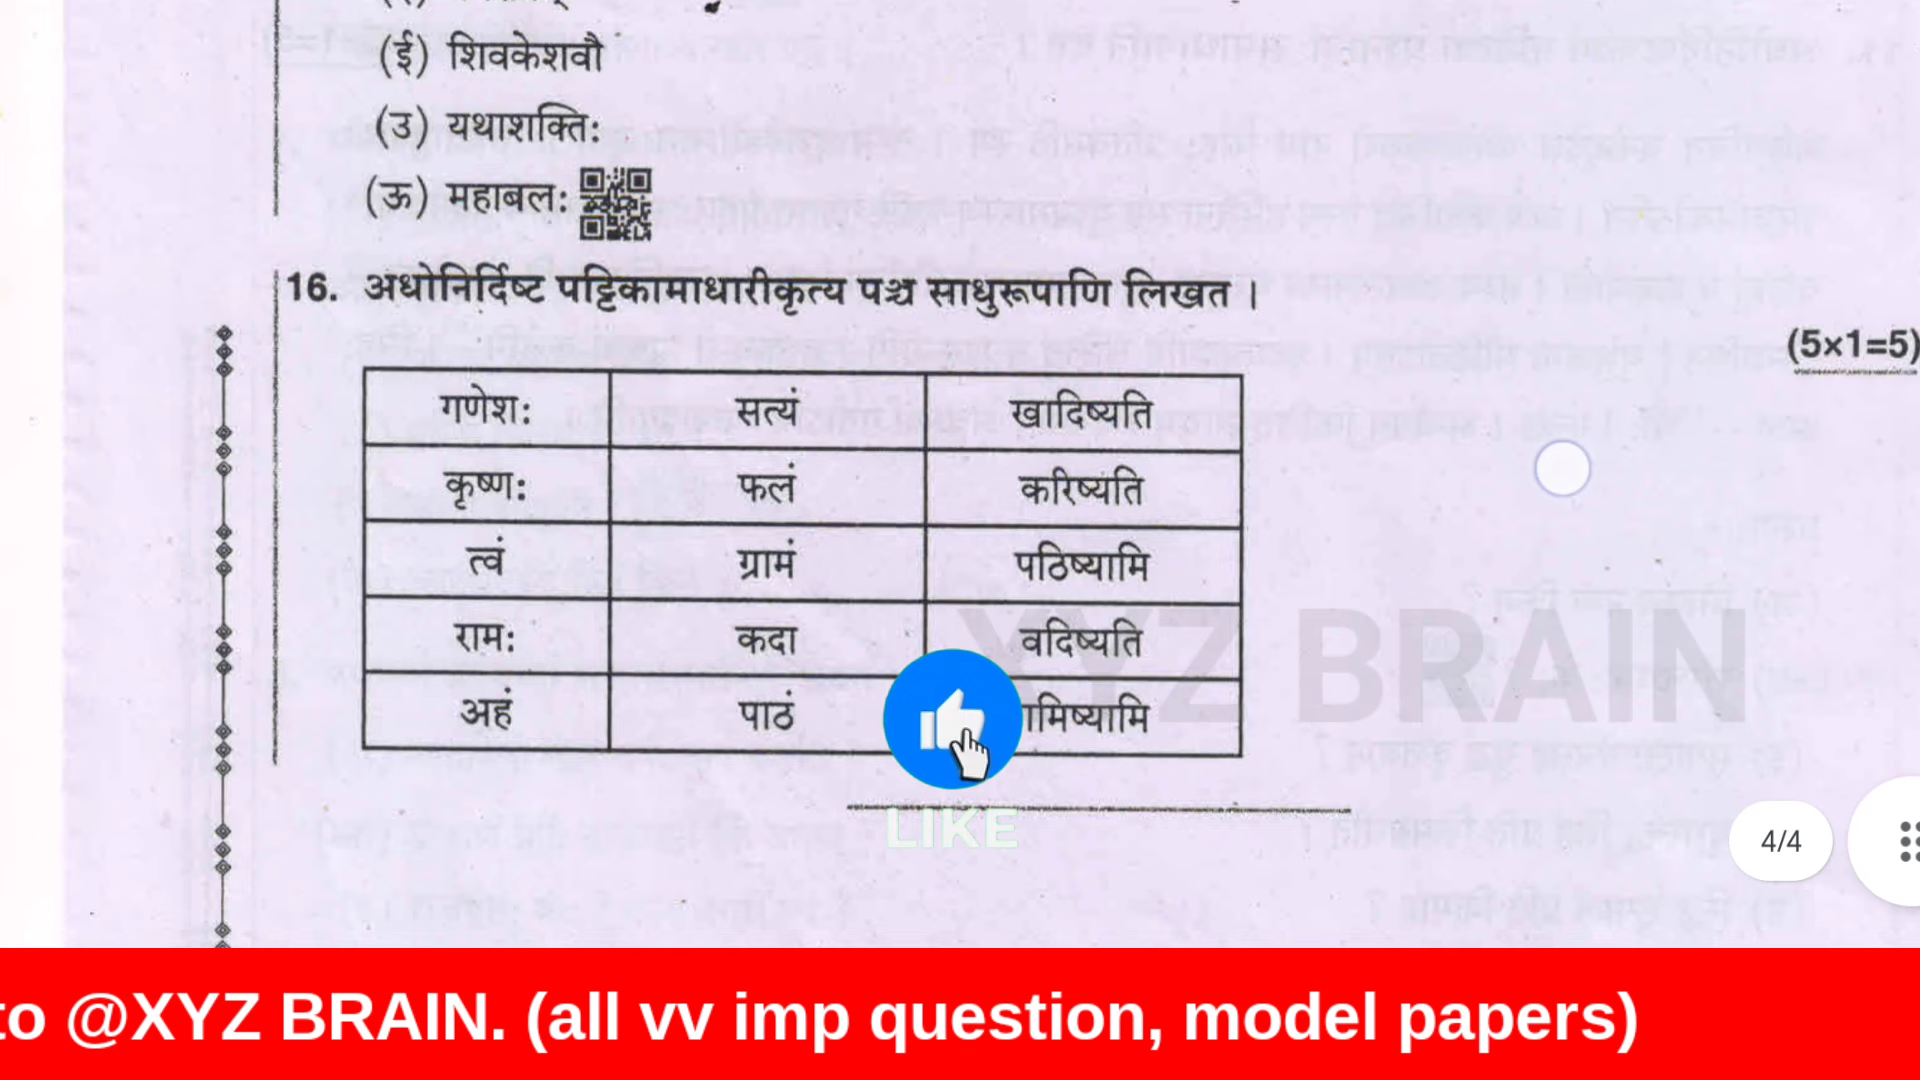 (ई) शिवकेशवौ
(उ) यथाशक्ति:
(ऊ) महाबल:
16. अधोनिर्दिष्ट पट्टिकामाधारीकृत्य पञ्च साधुरूपाणि लिखत ।
(5×1=5)
गणेश: सत्यं खादिष्यति
कृष्ण: फलं करिष्यति
त्वं ग्रामं पठिष्यामि
राम: कदा वदिष्यति
अहं पाठं
XYZ BRAIN
LIKE
4/4
to @XYZ BRAIN. (all vv imp question, model papers)